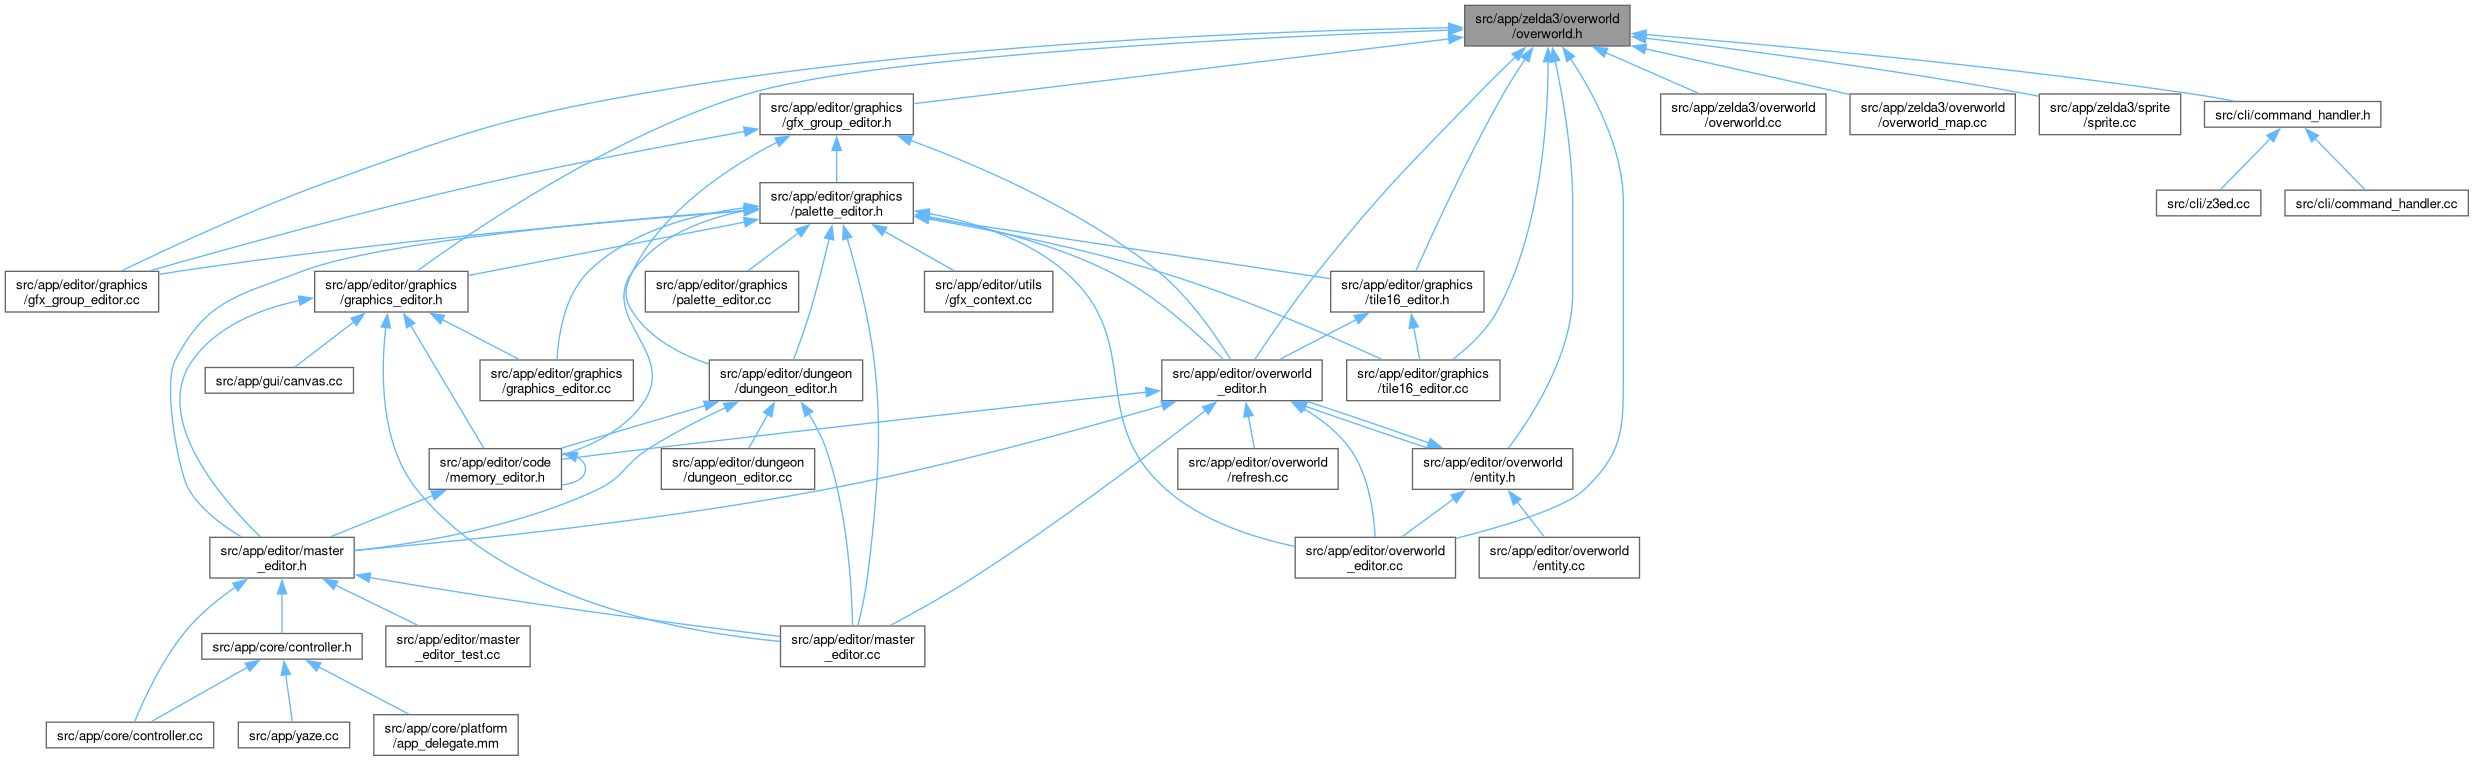 src/app/zelda3/overworld
/overworld.h
src/app/editor/graphics
/gfx_group_editor.h
src/app/zelda3/overworld
/overworld.cc
src/app/zelda3/overworld
/overworld_map.cc
src/app/zelda3/sprite
/sprite.cc
src/cli/command_handler.h
src/app/editor/graphics
/palette_editor.h
src/cli/z3ed.cc
src/cli/command_handler.cc
src/app/editor/graphics
/gfx_group_editor.cc
src/app/editor/graphics
/graphics_editor.h
src/app/editor/graphics
/palette_editor.cc
src/app/editor/utils
/gfx_context.cc
src/app/editor/graphics
/tile16_editor.h
src/app/gui/canvas.cc
src/app/editor/graphics
/graphics_editor.cc
src/app/editor/dungeon
/dungeon_editor.h
src/app/editor/overworld
_editor.h
src/app/editor/graphics
/tile16_editor.cc
src/app/editor/code
/memory_editor.h
src/app/editor/dungeon
/dungeon_editor.cc
src/app/editor/overworld
/refresh.cc
src/app/editor/overworld
/entity.h
src/app/editor/master
_editor.h
src/app/editor/overworld
_editor.cc
src/app/editor/overworld
/entity.cc
src/app/core/controller.h
src/app/editor/master
_editor_test.cc
src/app/editor/master
_editor.cc
src/app/core/controller.cc
src/app/yaze.cc
src/app/core/platform
/app_delegate.mm